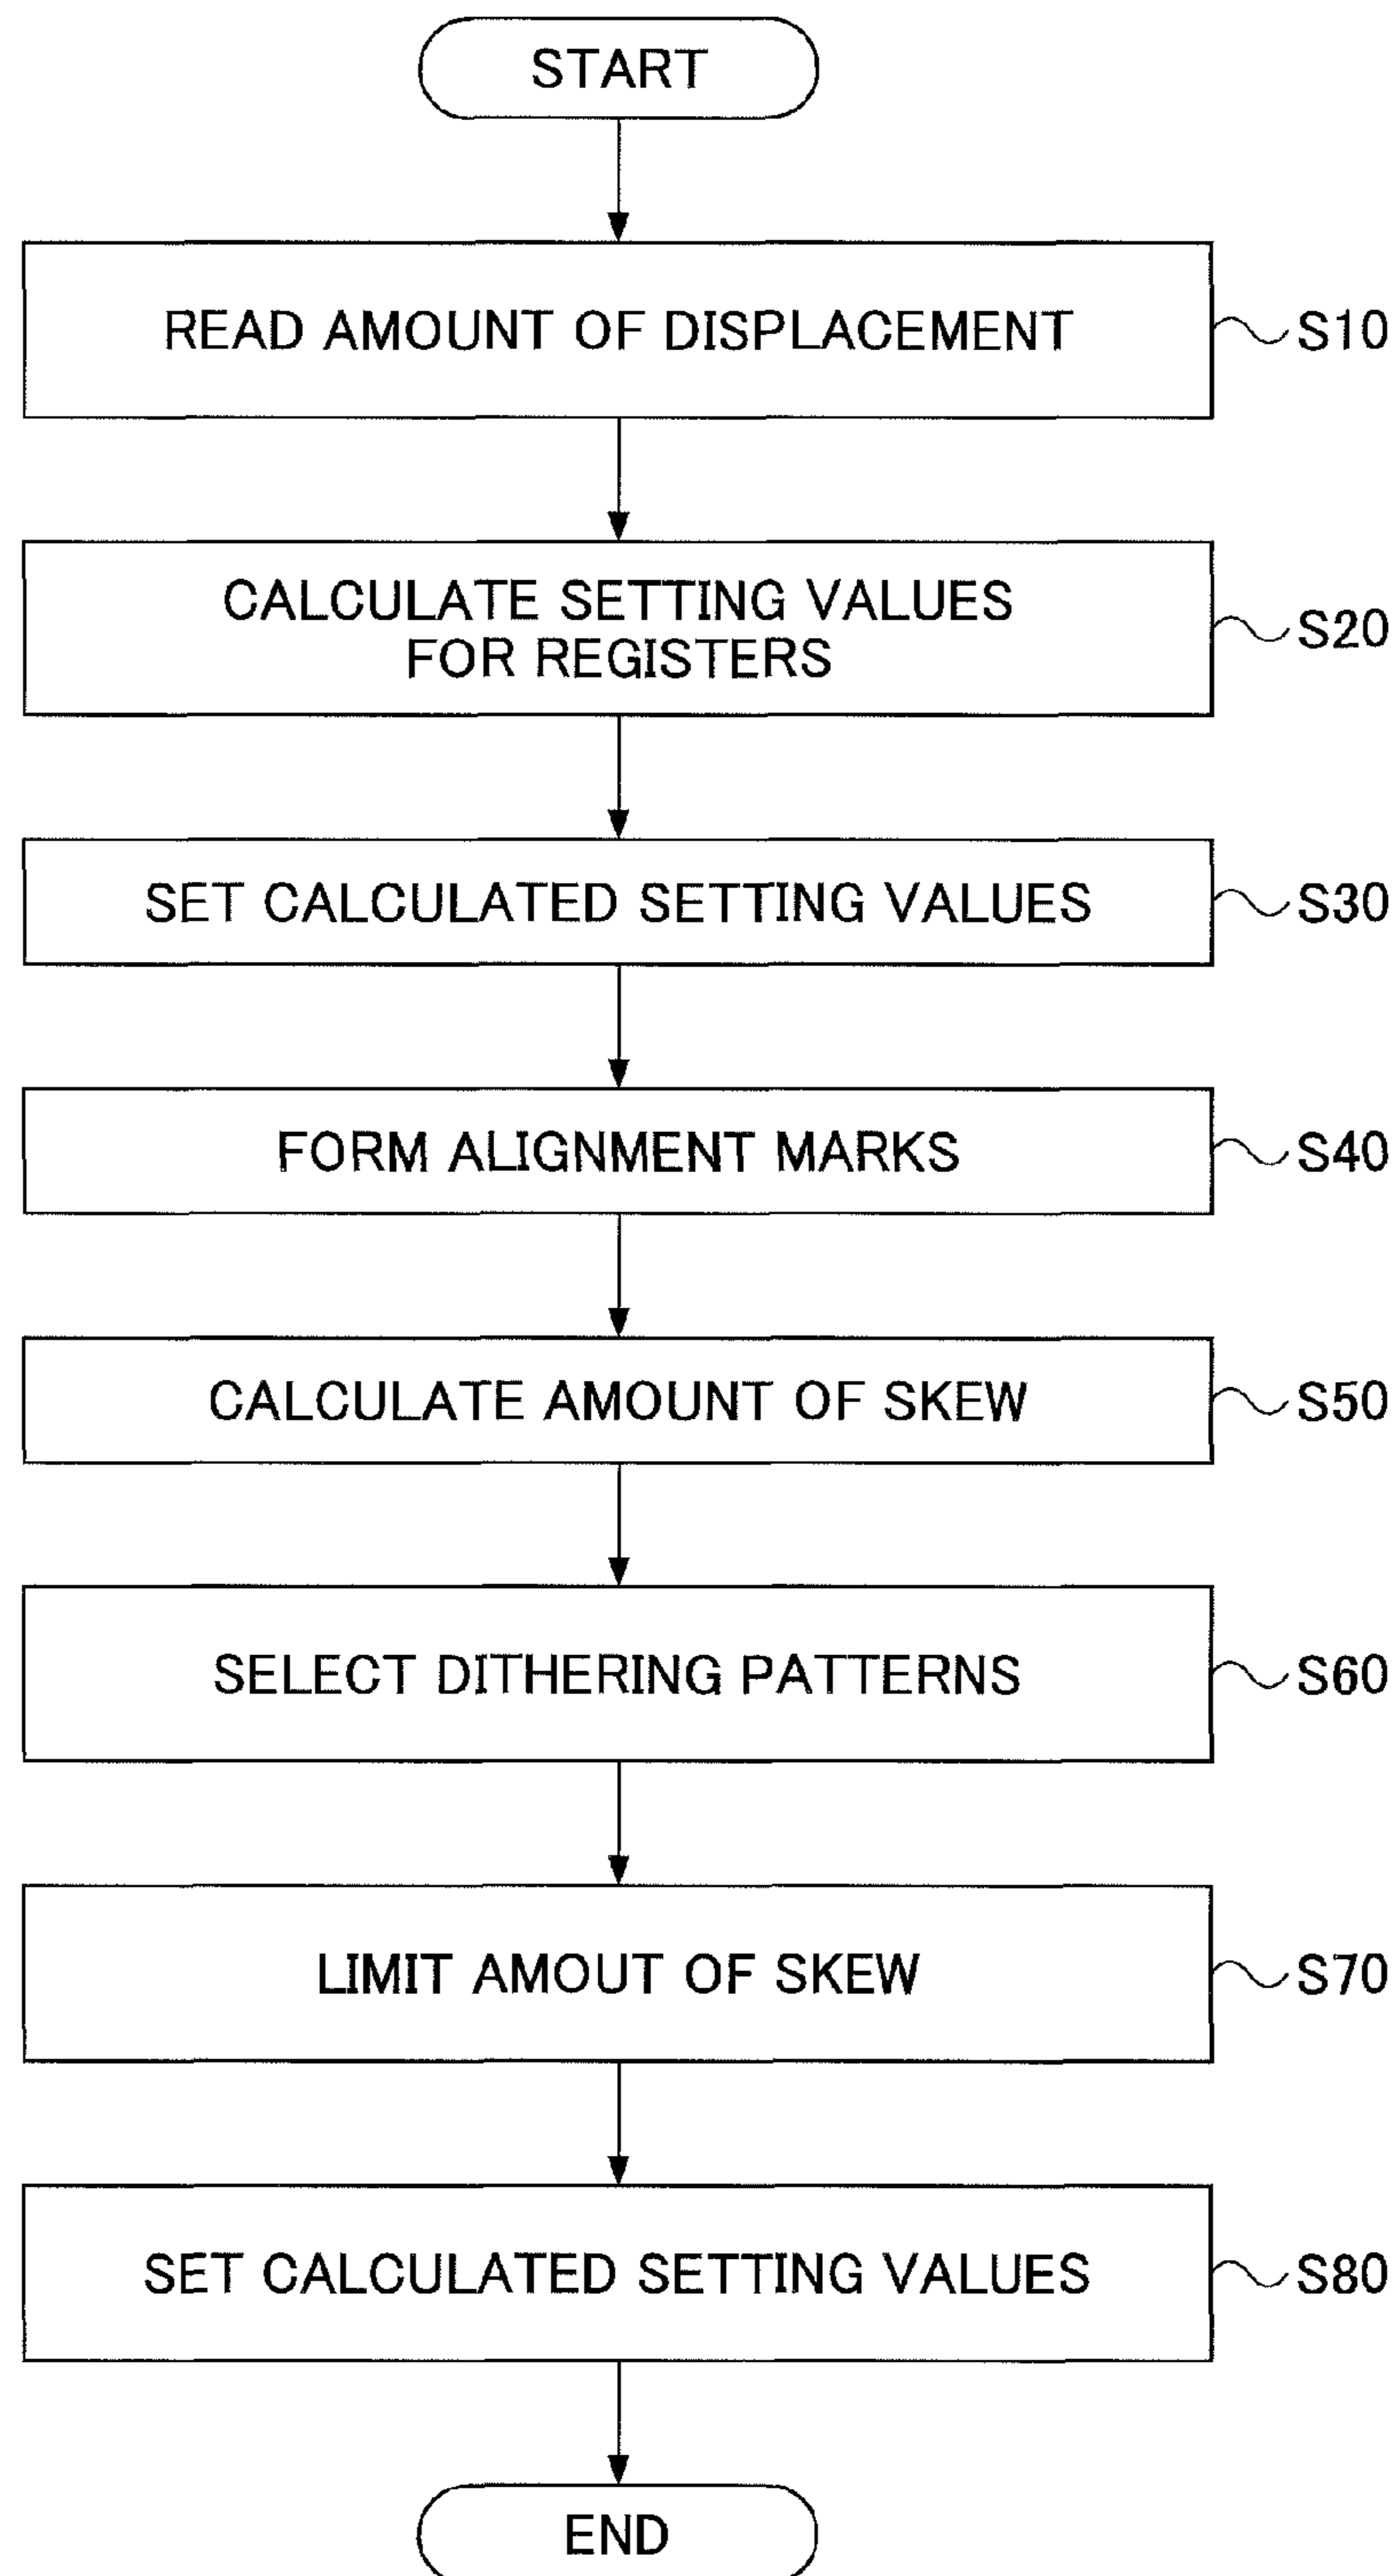 START
READ AMOUNT OF DISPLACEMENT
S10
CALCULATE SETTING VALUES
FOR REGISTERS
S20
SET CALCULATED SETTING VALUES
S30
FORM ALIGNMENT MARKS
S40
CALCULATE AMOUNT OF SKEW
S50
SELECT DITHERING PATTERNS
S60
LIMIT AMOUT OF SKEW
S70
SET CALCULATED SETTING VALUES
S80
END